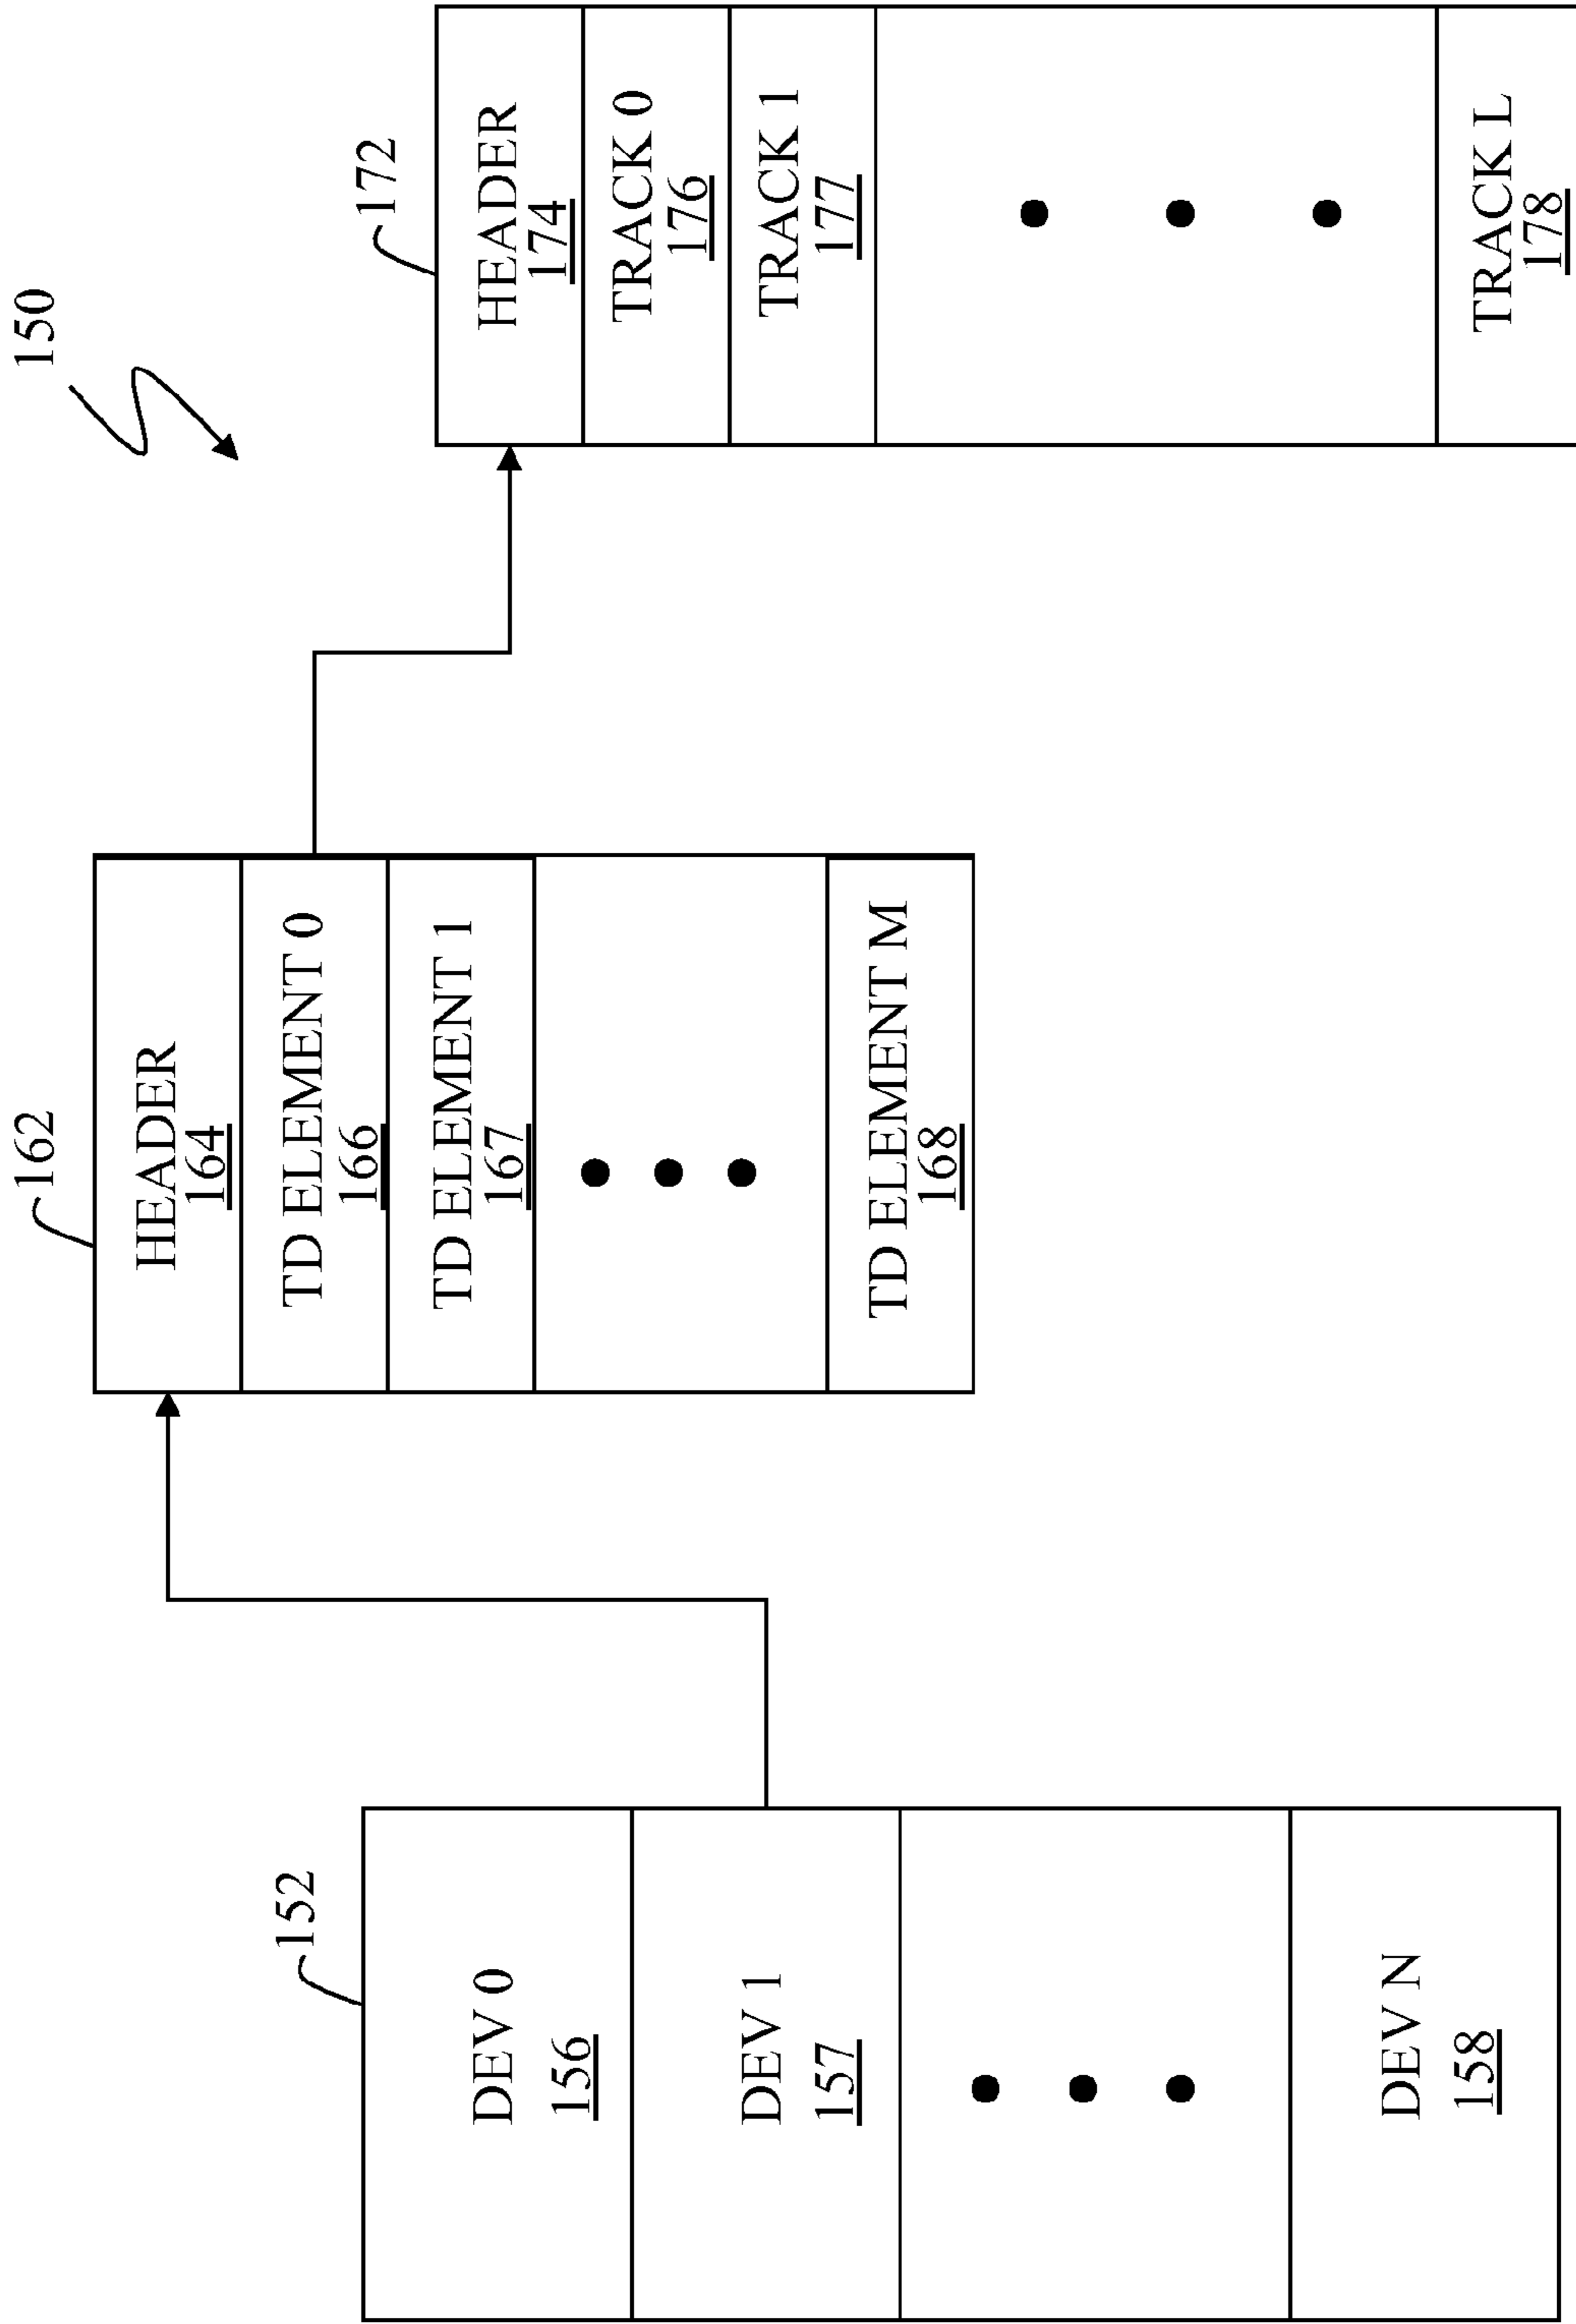 150
152
DEV 0
156
DEV 1
157
DEV N
158
162
HEADER
164
TD ELEMENT 0
166
TD ELEMENT 1
167
TD ELEMENT M
168
172
HEADER
174
TRACK 0
176
TRACK 1
177
TRACK L
178